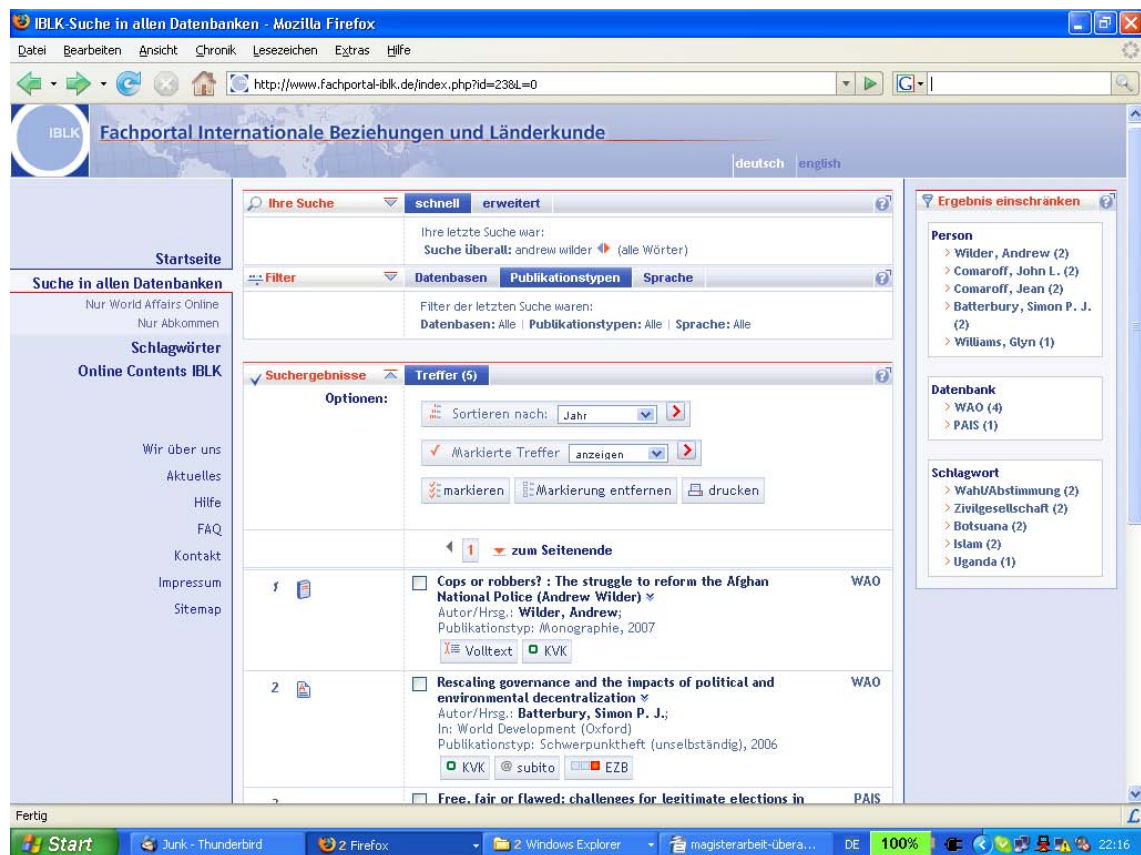 IBLK-Suche in allen Datenbanken - Mozilla Firefox
Datei Bearbeiten Ansicht Chronik Lesezeichen Extras Hilfe
http://www.fachportal-iblk.de/index.php?id=23&L=0
G
IBLK
Fachportal Internationale Beziehungen und Länderkunde
deutsch english
Startseite
Suche in allen Datenbanken
Nur World Affairs Online
Nur Abkommen
Schlagwörter
Online Contents IBLK
Wir über uns
Aktuelles
Hilfe
FAQ
Kontakt
Impressum
Sitemap
Ihre Suche schnell erweitert
Ihre letzte Suche war:
Suche überall: andrew wilder (alle Wörter)
Filter Datenbasen Publikationstypen Sprache
Filter der letzten Suche waren:
Datenbasen: Alle | Publikationstypen: Alle | Sprache: Alle
Suchergebnisse Treffer (5)
Optionen:
Sortieren nach: Jahr
Markierte Treffer anzeigen
markieren Markierung entfernen drucken
1 zum Seitenende
1 Cops or robbers? : The struggle to reform the Afghan WAO
National Police (Andrew Wilder)
Autor/Hrsg.: Wilder, Andrew;
Publikationstyp: Monographie, 2007
Volltext KVK
2 Rescaling governance and the impacts of political and WAO
environmental decentralization
Autor/Hrsg.: Batterbury, Simon P. J.;
In: World Development (Oxford)
Publikationstyp: Schwerpunktheft (unselbständig), 2006
KVK @ subito EZB
Free, fair or flawed: challenges for legitimate elections in PAIS
Ergebnis einschränken
Person
Wilder, Andrew (2)
Comaroff, John L. (2)
Comaroff, Jean (2)
Batterbury, Simon P. J.
(2)
Williams, Glyn (1)
Datenbank
WAO (4)
PAIS (1)
Schlagwort
Wahl/Abstimmung (2)
Zivilgesellschaft (2)
Botsuana (2)
Islam (2)
Uganda (1)
Fertig
Start Junk - Thunderbird 2 Firefox 2 Windows Explorer magisterarbeit-übera... DE 100% 22:16